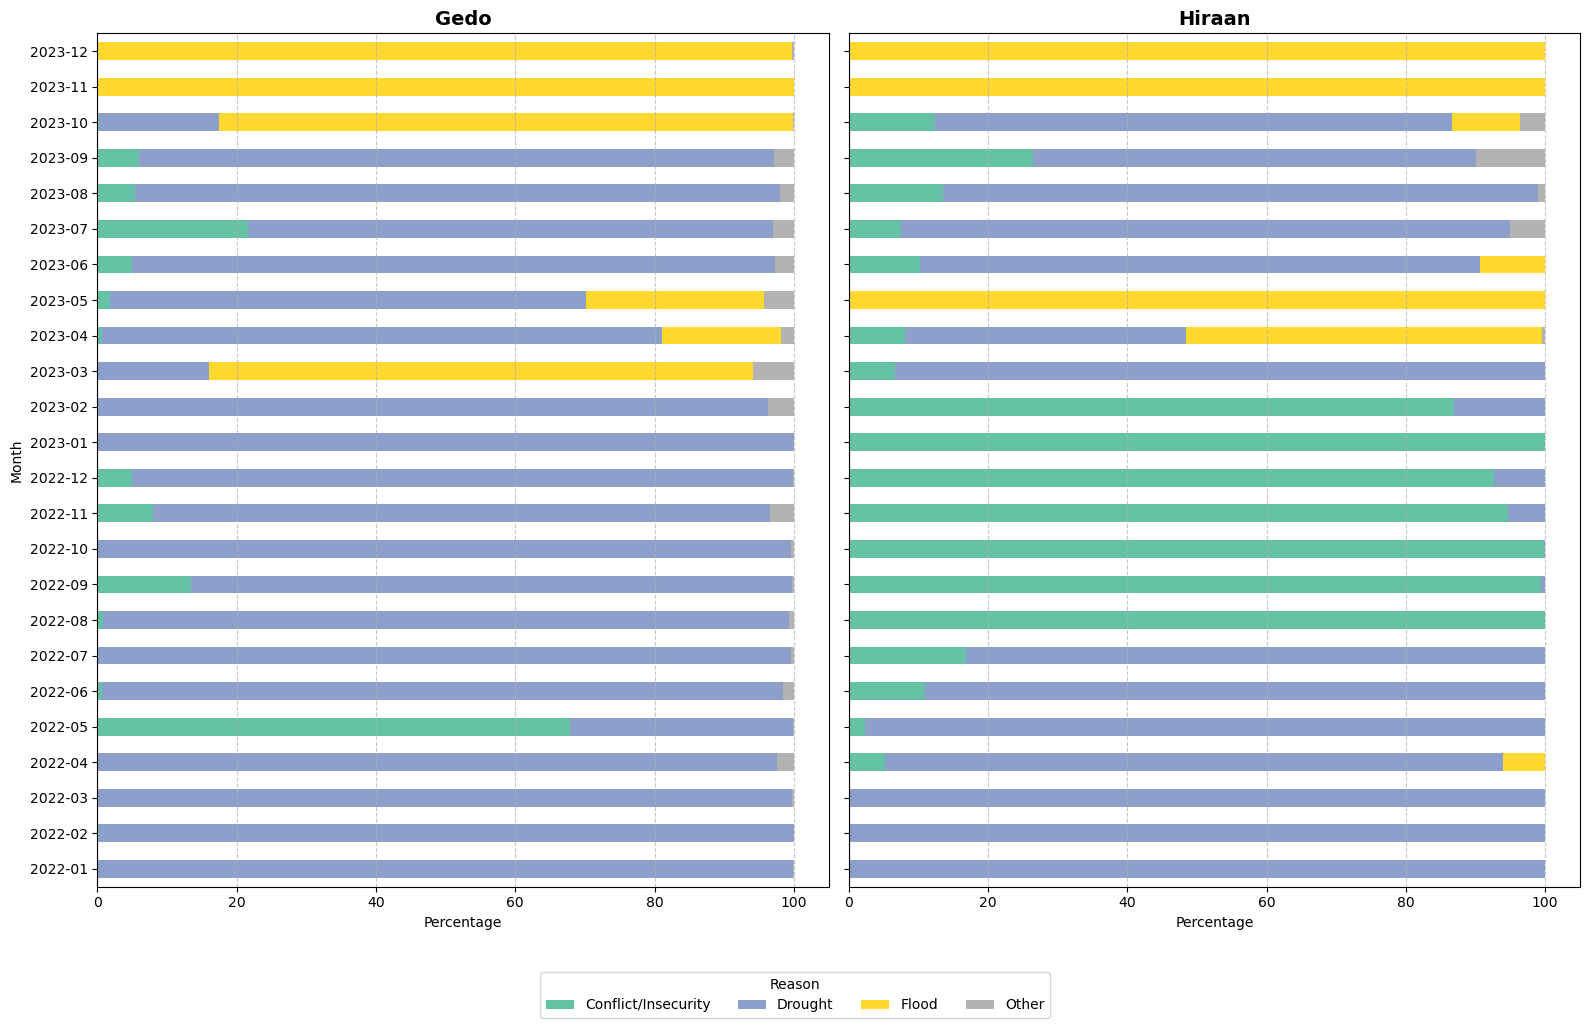 Gedo
Hiraan
2023-12
2023-11
2023-10
2023-09
2023-08
2023-07
2023-06
2023-05
2023-04
2023-03
2023-02
2023-01
2022-12
2022-11
2022-10
2022-09
2022-08
2022-07
2022-06
2022-05
2022-04
2022-03
2022-02
2022-01
Month
0 20 40 60 80 100
0 20 40 60 80 100
Percentage
Percentage
Reason
Conflict/Insecurity Drought Flood Other